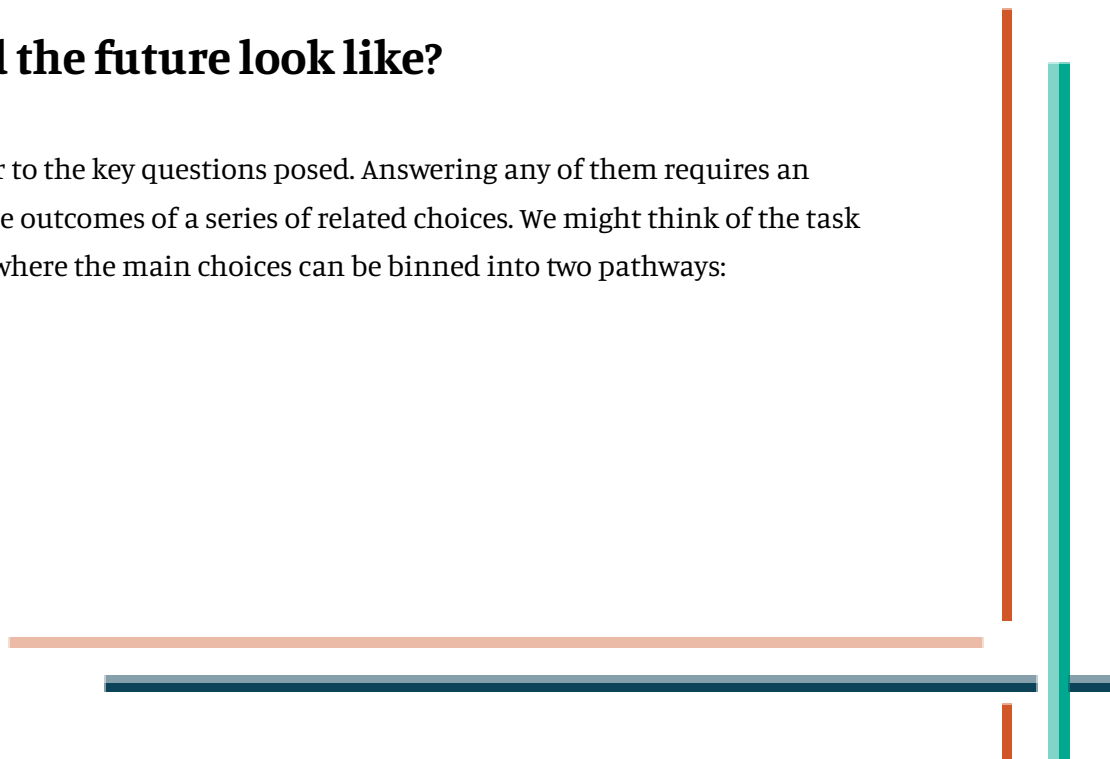 the future look like?
to the key questions posed. Answering any of them requires an
outcomes of a series of related choices. We might think of the task
where the main choices can be binned into two pathways: